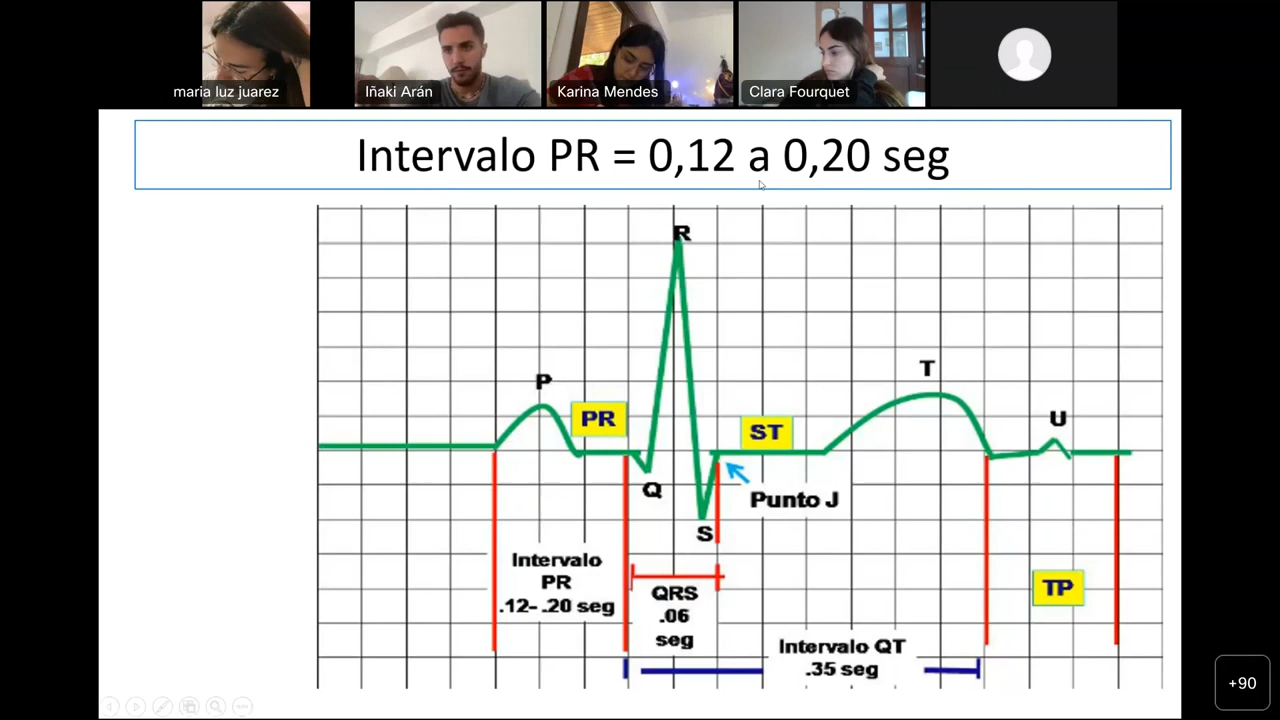 maria luz juarez
Iñaki Arán
Karina Mendes
Clara Fourquet
Intervalo PR = 0,12 a 0,20 seg
R
P
T
PR
ST
U
Q
Punto J
S
Intervalo
PR
.12- .20 seg
QRS
.06
seg
TP
Intervalo QT
.35 seg
+90